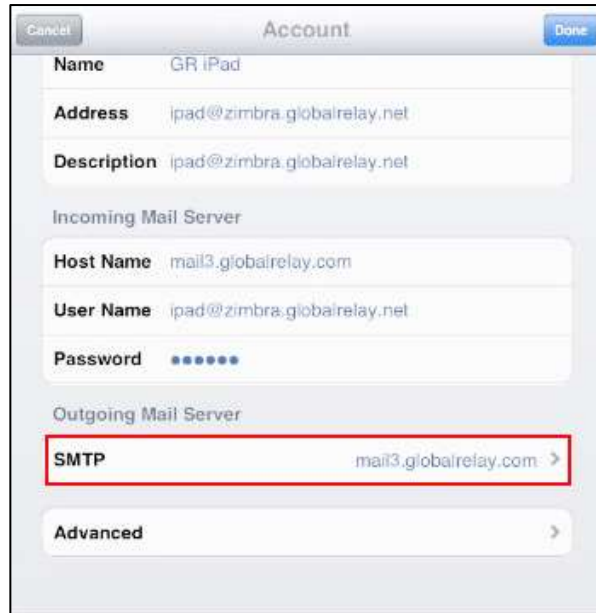 Cancel Account Done
Name GR iPad
Address ipad@zimbra.globalrelay.net
Description ipad@zimbra.globalrelay.net
Incoming Mail Server
Host Name mail3.globalrelay.com
User Name ipad@zimbra.globalrelay.net
Password ●●●●●●
Outgoing Mail Server
SMTP mail3.globalrelay.com >
Advanced >